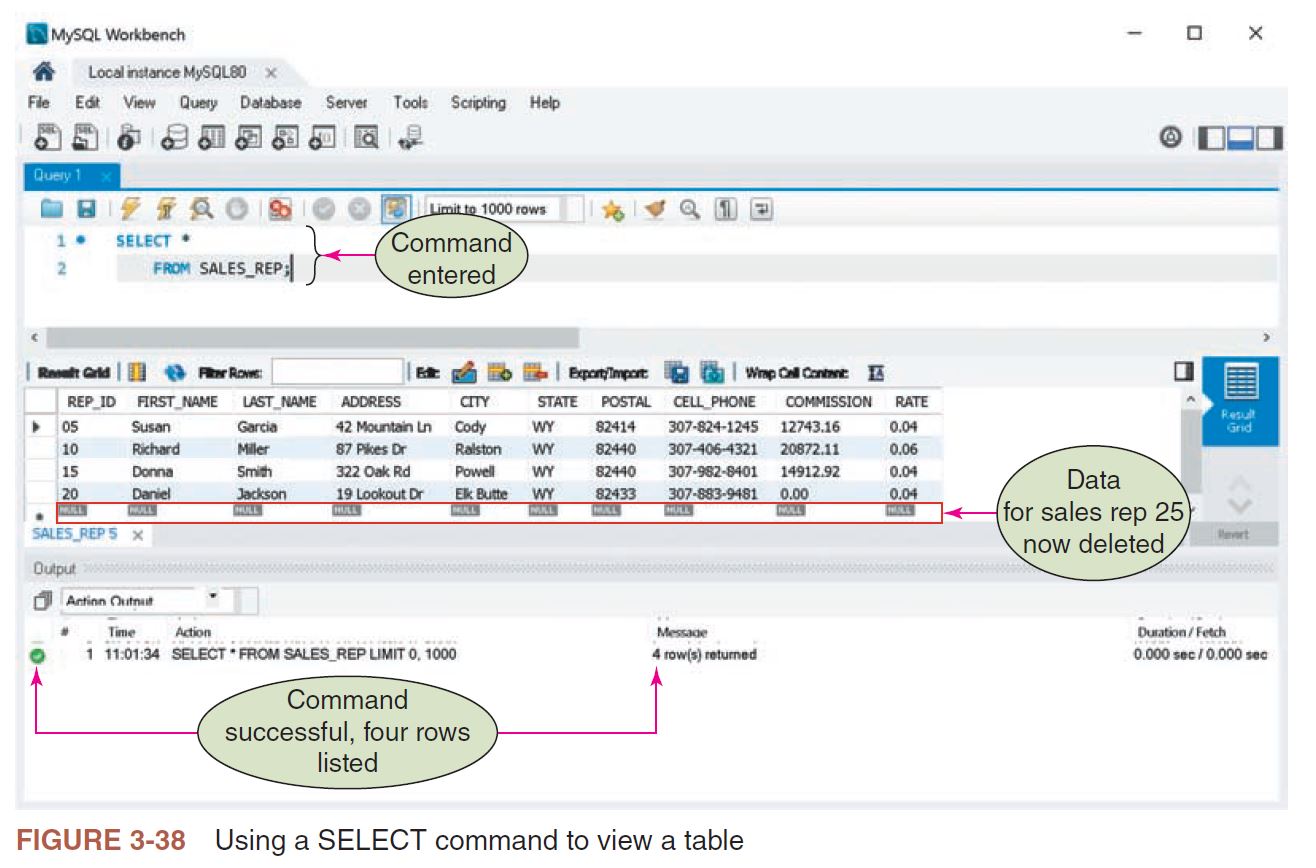 MySQL Workbench
Local instance MySQL80 ×
File Edit View Query Database Server Tools Scripting Help
Query 1 ×
Limit to 1000 rows
1 SELECT *
2 FROM SALES_REP;
Command
entered
Result Grid Filter Rows: Edit: Export/Import: Wrap Cell Content: IA
REP_ID FIRST_NAME LAST_NAME ADDRESS CITY STATE POSTAL CELL_PHONE COMMISSION RATE
05 Susan Garcia 42 Mountain Ln Cody WY 82414 307-824-1245 12743.16 0.04
10 Richard Miller 87 Pikes Dr Ralston WY 82440 307-406-4321 20872.11 0.06
15 Donna Smith 322 Oak Rd Powell WY 82440 307-982-8401 14912.92 0.04
20 Daniel Jackson 19 Lookout Dr Elk Butte WY 82433 307-883-9481 0.00 0.04
NULL NULL NULL NULL NULL NULL NULL NULL NULL NULL
Result
Grid
Data
for sales rep 25
now deleted
SALES_REP 5 ×
Revert
Output
Action Output
# Time Action Message Duration / Fetch
1 11:01:34 SELECT * FROM SALES_REP LIMIT 0, 1000 4 row(s) returned 0.000 sec / 0.000 sec
Command
successful, four rows
listed
FIGURE 3-38 Using a SELECT command to view a table